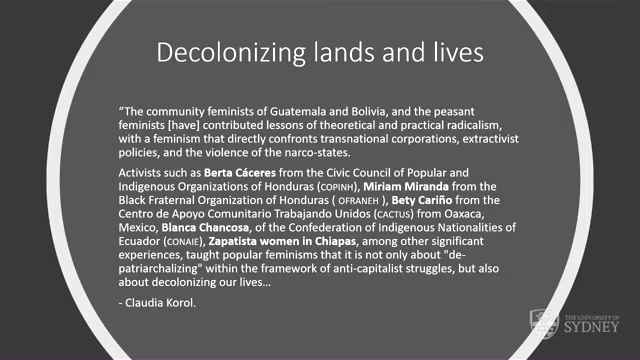 Decolonizing lands and lives
“The community feminists of Guatemala and Bolivia, and the peasant
feminists [have] contributed lessons of theoretical and practical radicalism,
with a feminism that directly confronts transnational corporations, extractivist
policies, and the violence of the narco-states.
Activists such as Berta Cáceres from the Civic Council of Popular and
Indigenous Organizations of Honduras (COPINH), Miriam Miranda from the
Black Fraternal Organization of Honduras ( OFRANEH ), Bety Cariño from the
Centro de Apoyo Comunitario Trabajando Unidos (CACTUS) from Oaxaca,
Mexico, Blanca Chancosa, of the Confederation of Indigenous Nationalities of
Ecuador (CONAIE), Zapatista women in Chiapas, among other significant
experiences, taught popular feminisms that it is not only about "de-
patriarchalizing" within the framework of anti-capitalist struggles, but also
about decolonizing our lives…
- Claudia Korol.
THE UNIVERSITY OF
SYDNEY